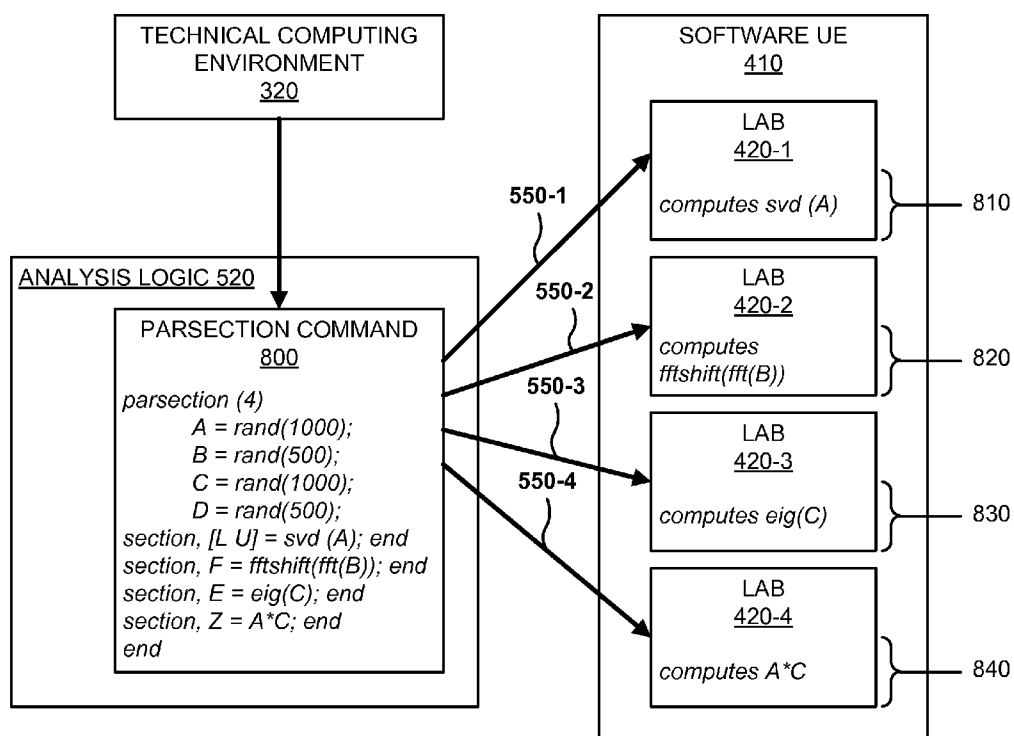 TECHNICAL COMPUTING
ENVIRONMENT
320
ANALYSIS LOGIC 520
PARSECTION COMMAND
800
parsection (4)
A = rand(1000);
B = rand(500);
C = rand(1000);
D = rand(500);
section, [L U] = svd (A); end
section, F = fftshift(fft(B)); end
section, E = eig(C); end
section, Z = A*C; end
end
550-1
550-2
550-3
550-4
SOFTWARE UE
410
LAB
420-1
computes svd (A)
810
LAB
420-2
computes
fftshift(fft(B))
820
LAB
420-3
computes eig(C)
830
LAB
420-4
computes A*C
840